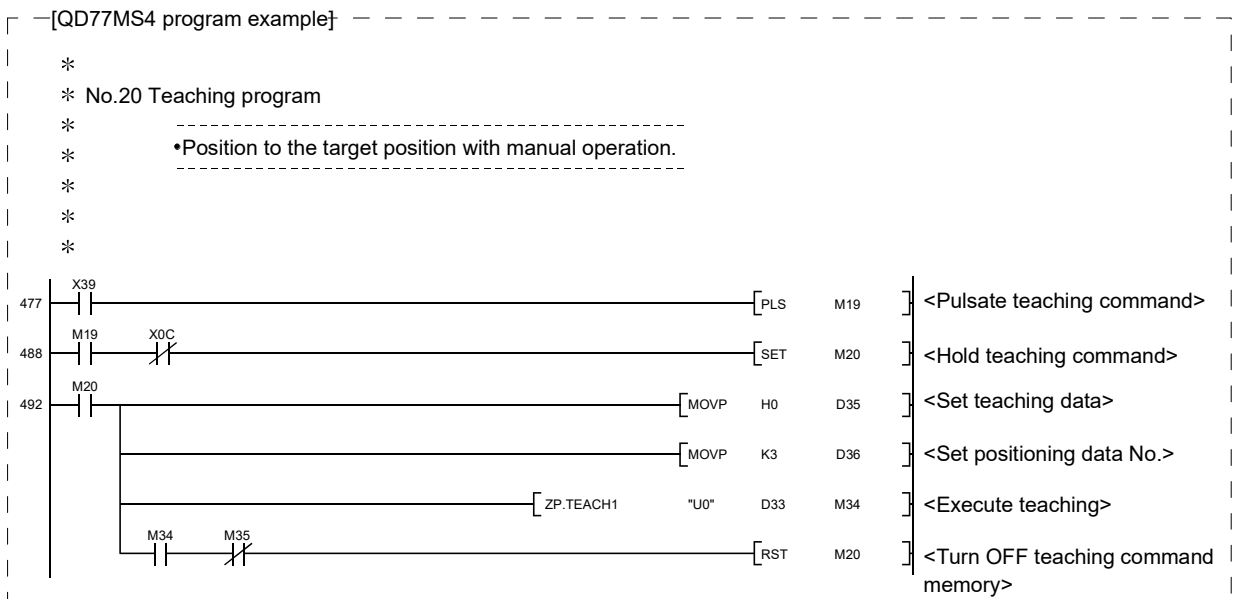 [QD77MS4 program example]
*
* No.20 Teaching program
*
* •Position to the target position with manual operation.
*
*
*
X39
477 PLS M19 <Pulsate teaching command>
M19 X0C
488 SET M20 <Hold teaching command>
M20
492 MOVP H0 D35 <Set teaching data>
MOVP K3 D36 <Set positioning data No.>
ZP.TEACH1 "U0" D33 M34 <Execute teaching>
M34 M35
RST M20 <Turn OFF teaching command
memory>